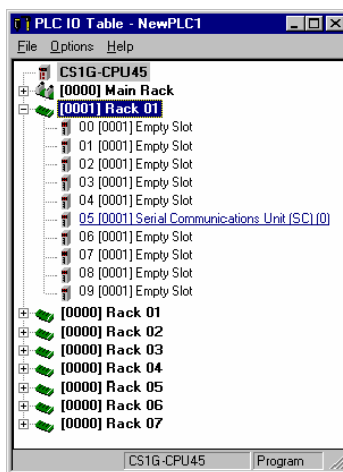 PLC IO Table - NewPLC1
File Options Help
CS1G-CPU45
[0000] Main Rack
[0001] Rack 01
00 [0001] Empty Slot
01 [0001] Empty Slot
02 [0001] Empty Slot
03 [0001] Empty Slot
04 [0001] Empty Slot
05 [0001] Serial Communications Unit (SC) (0)
06 [0001] Empty Slot
07 [0001] Empty Slot
08 [0001] Empty Slot
09 [0001] Empty Slot
[0000] Rack 01
[0000] Rack 02
[0000] Rack 03
[0000] Rack 04
[0000] Rack 05
[0000] Rack 06
[0000] Rack 07
CS1G-CPU45 Program